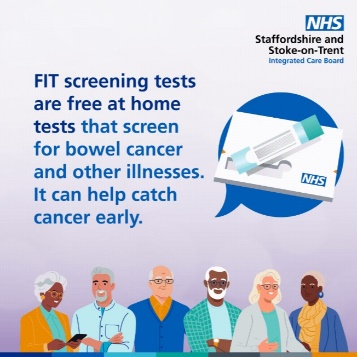 NHS
Staffordshire and
Stoke-on-Trent
Integrated Care Board
FIT screening tests
are free at home
tests that screen
for bowel cancer
and other illnesses.
It can help catch
cancer early.
NHS